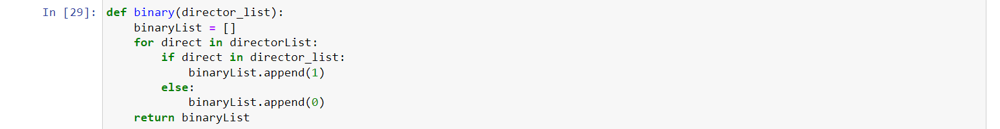 In [29]: def binary(director_list):
    binaryList = []
    for direct in directorList:
        if direct in director_list:
            binaryList.append(1)
        else:
            binaryList.append(0)
    return binaryList